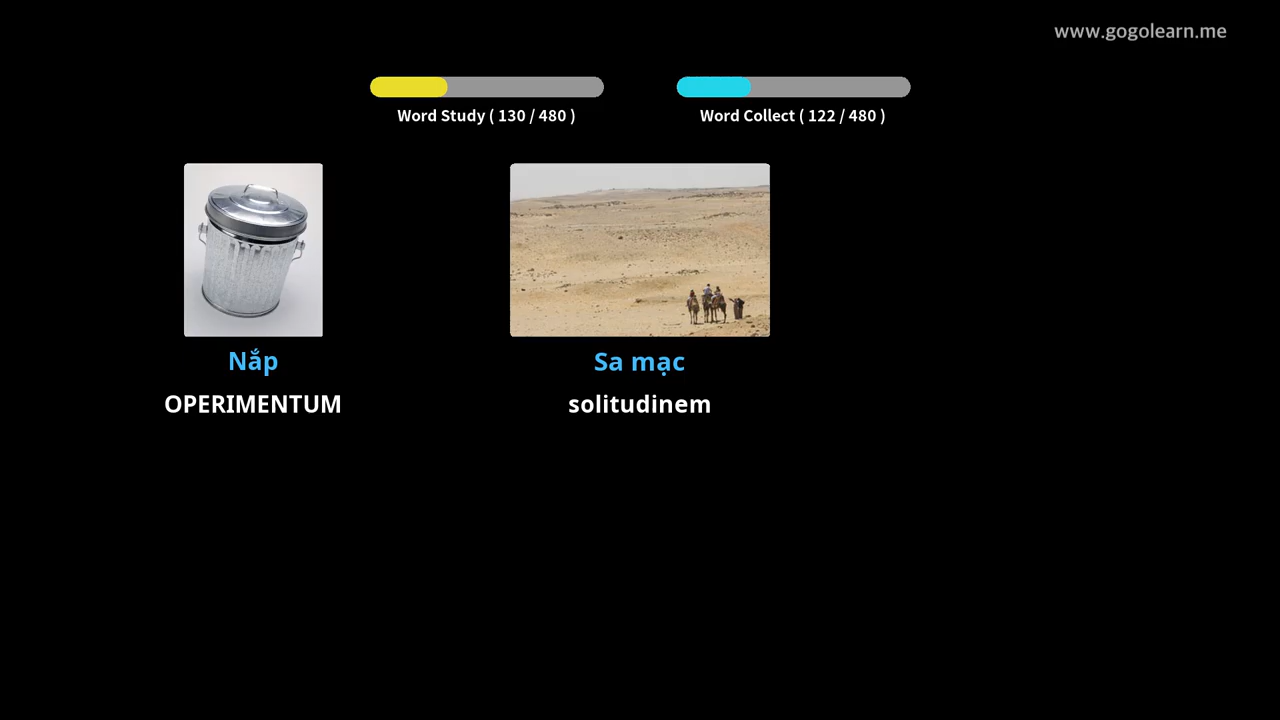 www.gogolearn.me
Word Study ( 130 / 480 )
Word Collect ( 122 / 480 )
Nắp
OPERIMENTUM
Sa mạc
solitudinem